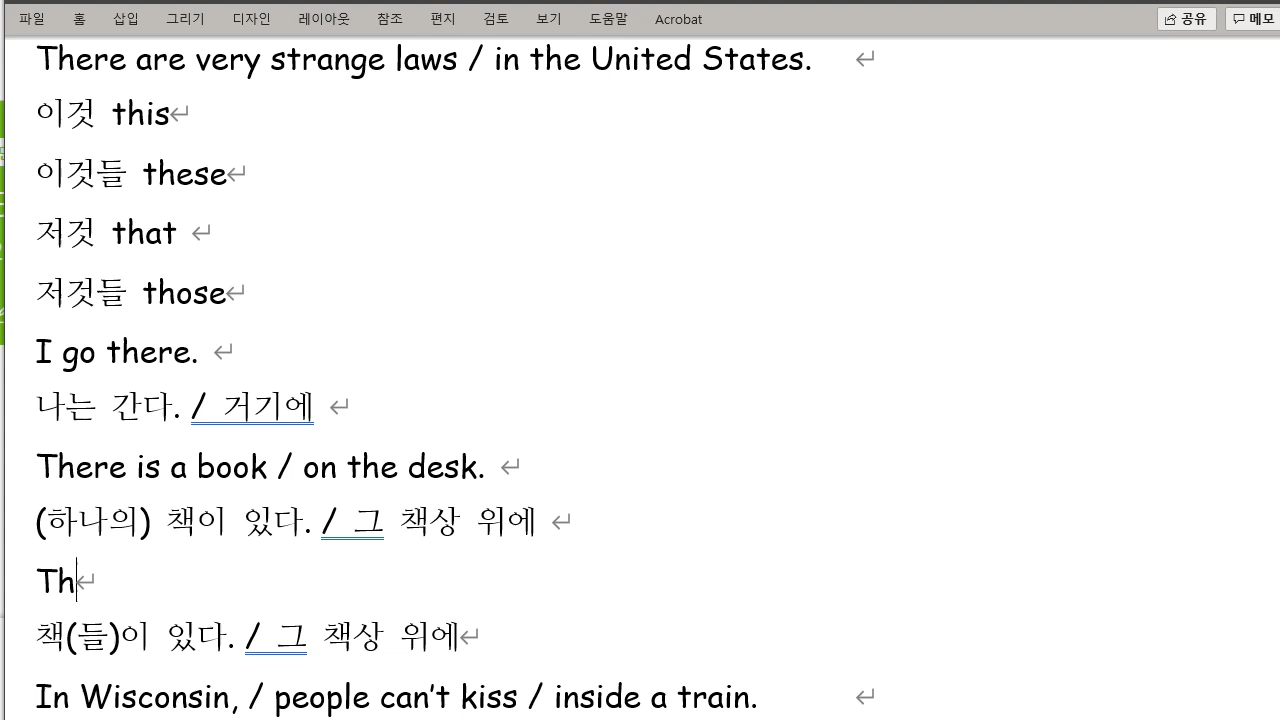 파일 홈 삽입 그리기 디자인 레이아웃 참조 편지 검토 보기 도움말 Acrobat 공유 메모
There are very strange laws / in the United States.
이것 this
이것들 these
저것 that
저것들 those
I go there.
나는 간다. / 거기에
There is a book / on the desk.
(하나의) 책이 있다. / 그 책상 위에
Th
책(들)이 있다. / 그 책상 위에
In Wisconsin, / people can't kiss / inside a train.